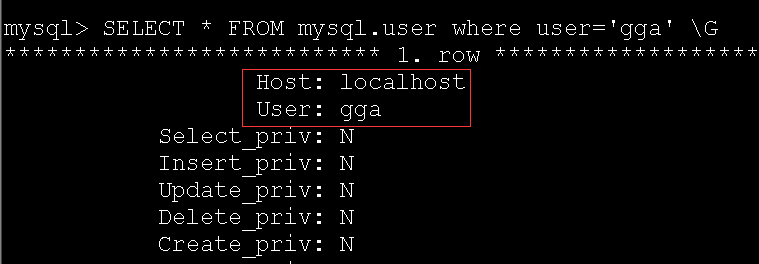 mysql> SELECT * FROM mysql.user where user='gga' \G
*************************** 1. row ********************
Host: localhost
User: gga
Select_priv: N
Insert_priv: N
Update_priv: N
Delete_priv: N
Create_priv: N